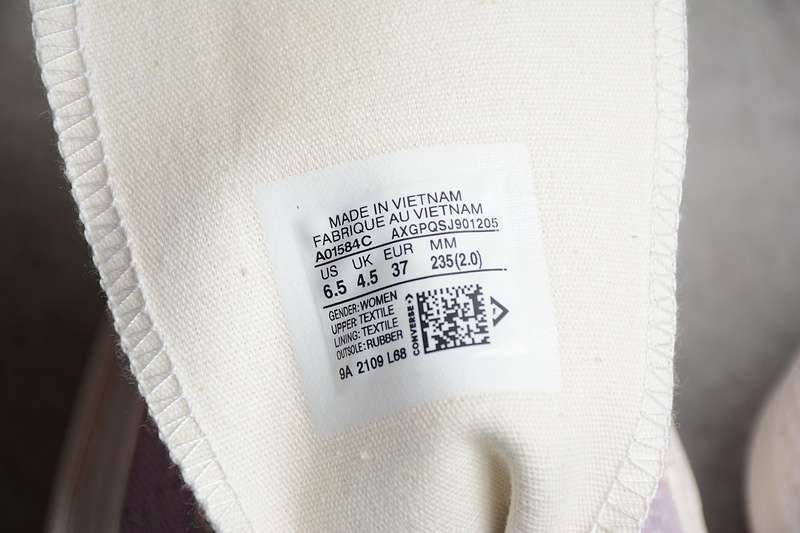 MADE IN VIETNAM
FABRIQUE AU VIETNAM
A01584C AXGPQSJ901205
US UK EUR MM
6.5 4.5 37 235(2.0)
GENDER: WOMEN
UPPER: TEXTILE
LINING: TEXTILE
OUTSOLE: RUBBER
9A 2109 L68
CONVERSE